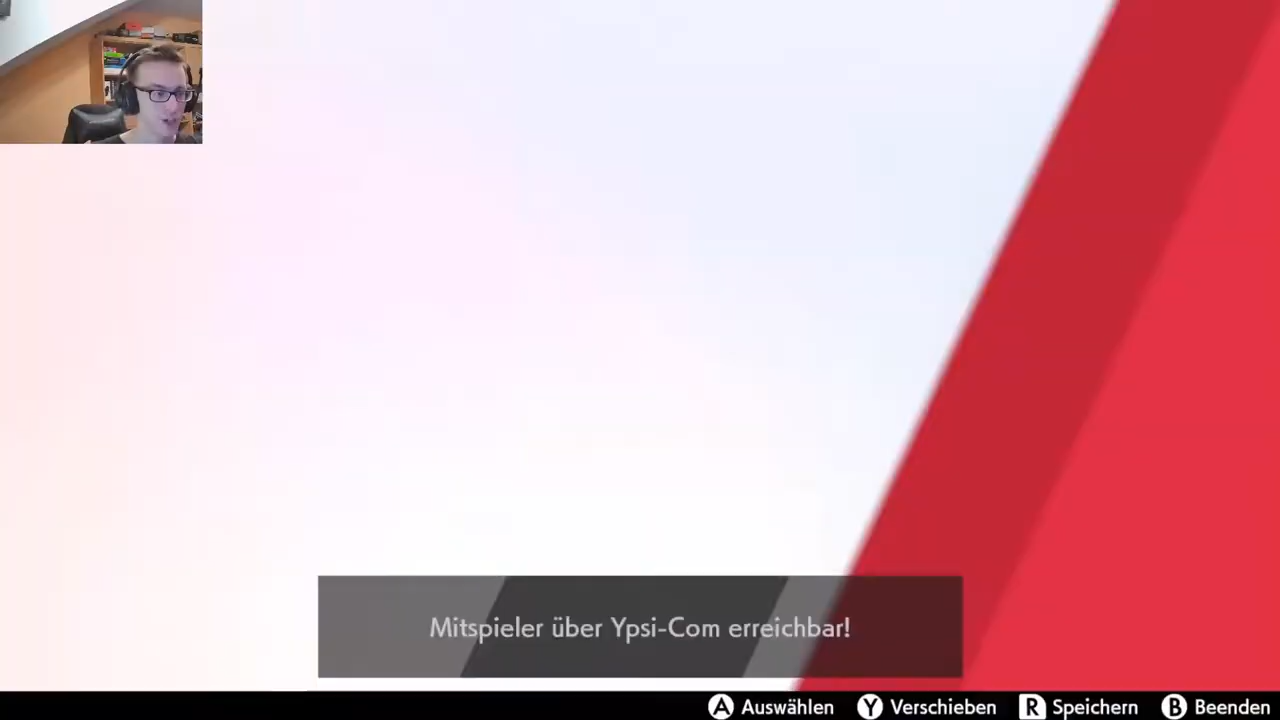 Mitspieler über Ypsi-Com erreichbar!
A Auswählen Y Verschieben R Speichern B Beenden